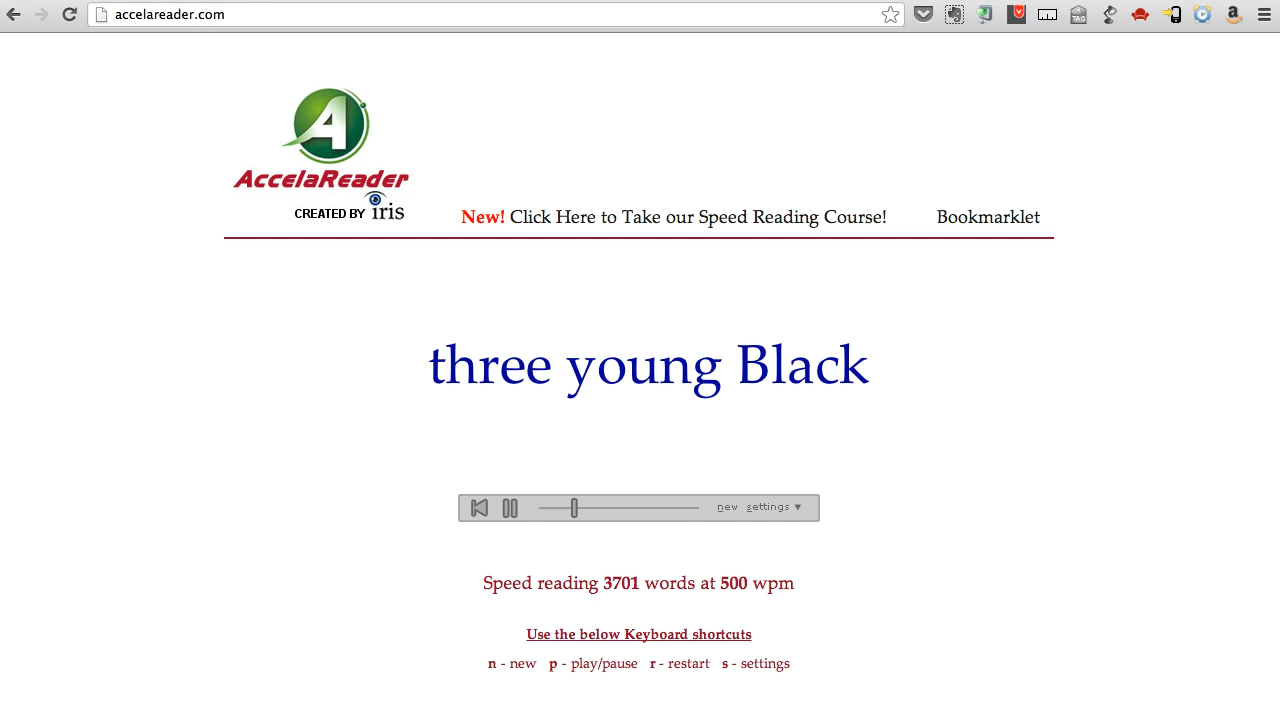 accelareader.com
TAG
A
AccelaReader
CREATED BY iris
New! Click Here to Take our Speed Reading Course! Bookmarklet
three young Black
new settings ▼
Speed reading 3701 words at 500 wpm
Use the below Keyboard shortcuts
n - new p - play/pause r - restart s - settings